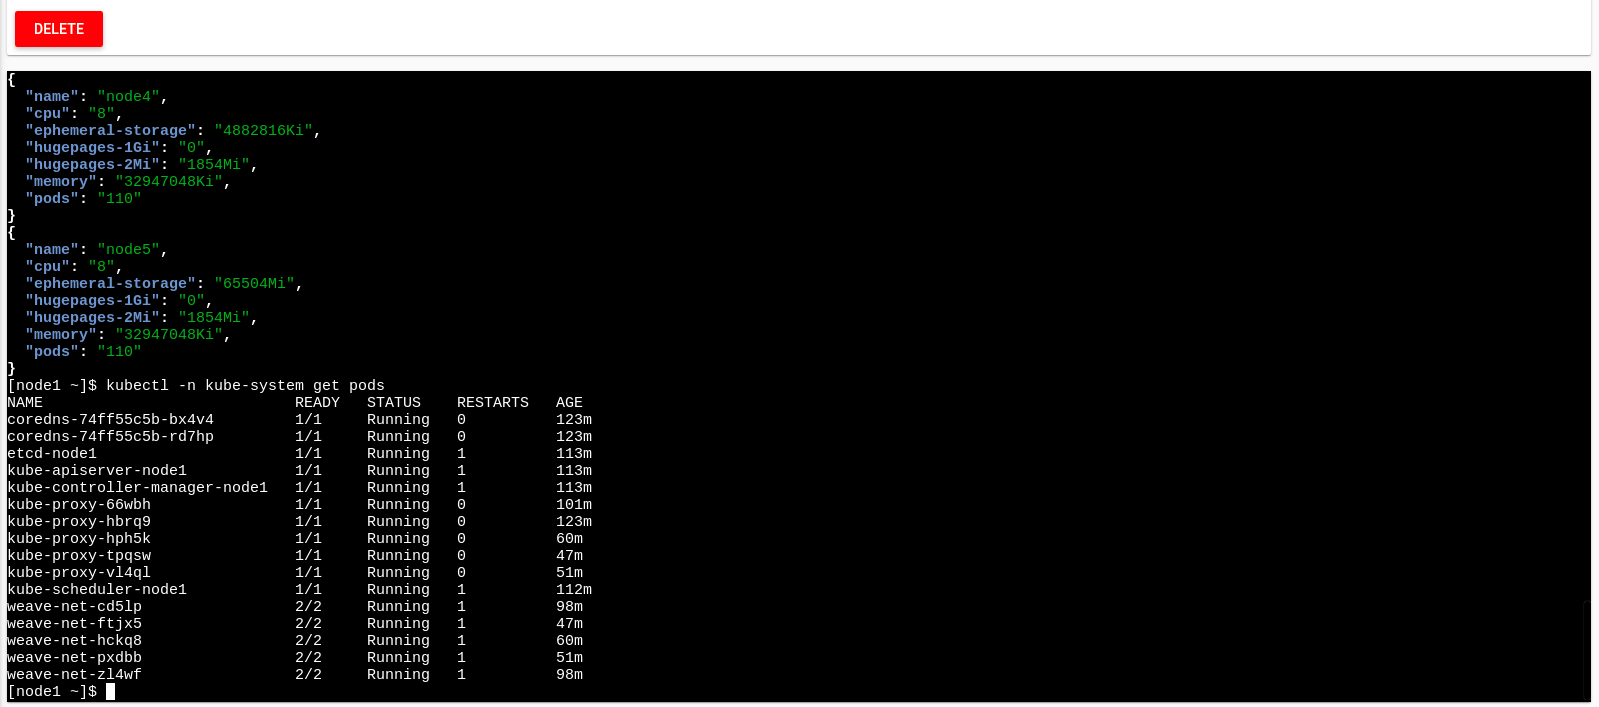 DELETE
{
  "name": "node4",
  "cpu": "8",
  "ephemeral-storage": "4882816Ki",
  "hugepages-1Gi": "0",
  "hugepages-2Mi": "1854Mi",
  "memory": "32947048Ki",
  "pods": "110"
}
{
  "name": "node5",
  "cpu": "8",
  "ephemeral-storage": "65504Mi",
  "hugepages-1Gi": "0",
  "hugepages-2Mi": "1854Mi",
  "memory": "32947048Ki",
  "pods": "110"
}
[node1 ~]$ kubectl -n kube-system get pods
NAME                            READY   STATUS    RESTARTS   AGE
coredns-74ff55c5b-bx4v4         1/1     Running   0          123m
coredns-74ff55c5b-rd7hp         1/1     Running   0          123m
etcd-node1                      1/1     Running   1          113m
kube-apiserver-node1            1/1     Running   1          113m
kube-controller-manager-node1   1/1     Running   1          113m
kube-proxy-66wbh                1/1     Running   0          101m
kube-proxy-hbrq9                1/1     Running   0          123m
kube-proxy-hph5k                1/1     Running   0          60m
kube-proxy-tpqsw                1/1     Running   0          47m
kube-proxy-vl4ql                1/1     Running   0          51m
kube-scheduler-node1            1/1     Running   1          112m
weave-net-cd5lp                 2/2     Running   1          98m
weave-net-ftjx5                 2/2     Running   1          47m
weave-net-hckq8                 2/2     Running   1          60m
weave-net-pxdbb                 2/2     Running   1          51m
weave-net-zl4wf                 2/2     Running   1          98m
[node1 ~]$